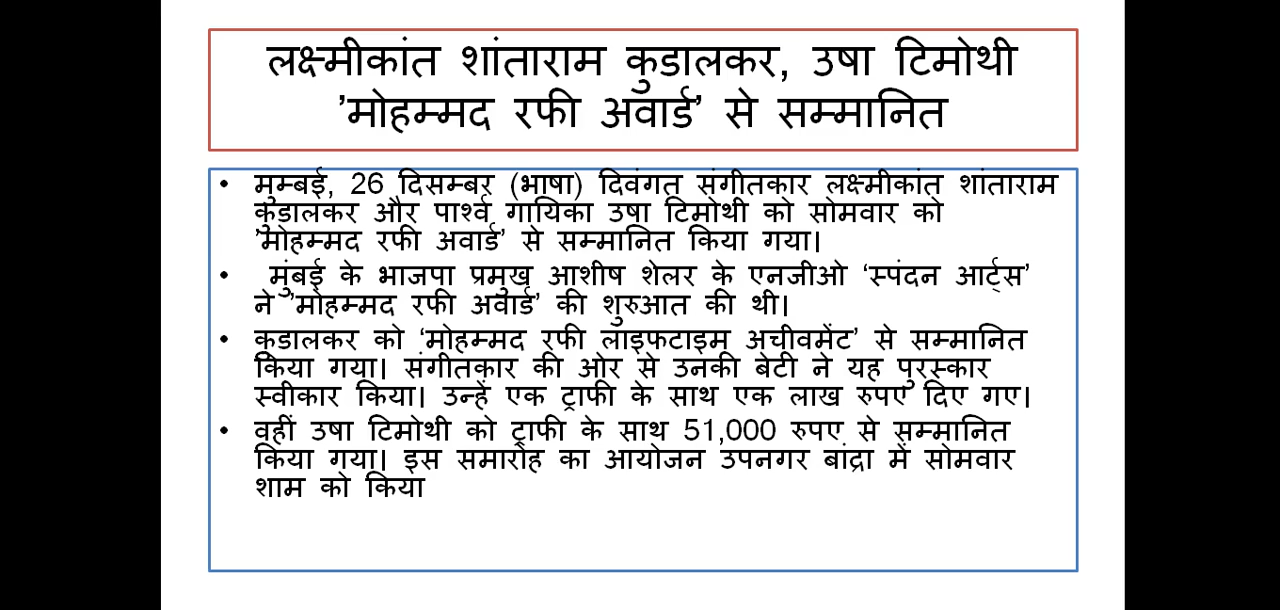 लक्ष्मीकांत शांताराम कुडालकर, उषा टिमोथी
’मोहम्मद रफी अवार्ड’ से सम्मानित
• मुम्बई, 26 दिसम्बर (भाषा) दिवंगत संगीतकार लक्ष्मीकांत शांताराम
कुडालकर और पार्श्व गायिका उषा टिमोथी को सोमवार को
’मोहम्मद रफी अवार्ड’ से सम्मानित किया गया।
• मुंबई के भाजपा प्रमुख आशीष शेलर के एनजीओ ‘स्पंदन आर्ट्स’
ने ’मोहम्मद रफी अवार्ड’ की शुरुआत की थी।
• कुडालकर को ‘मोहम्मद रफी लाइफटाइम अचीवमेंट’ से सम्मानित
किया गया। संगीतकार की ओर से उनकी बेटी ने यह पुरस्कार
स्वीकार किया। उन्हें एक ट्राफी के साथ एक लाख रुपए दिए गए।
• वहीं उषा टिमोथी को ट्राफी के साथ 51,000 रुपए से सम्मानित
किया गया। इस समारोह का आयोजन उपनगर बांद्रा में सोमवार
शाम को किया